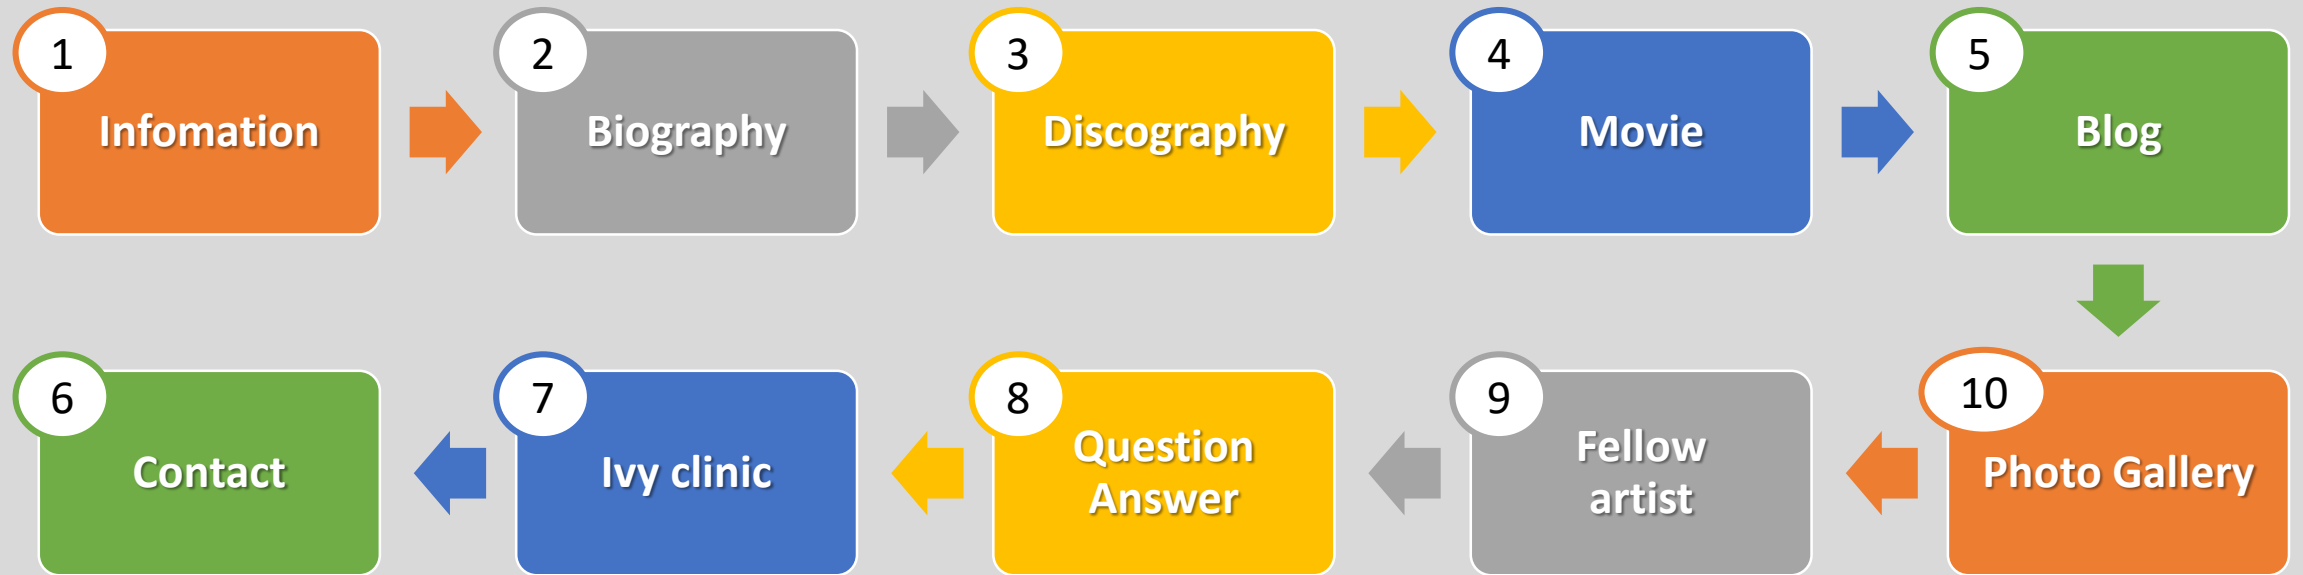 1
Infomation
2
Biography
3
Discography
4
Movie
5
Blog
6
Contact
7
Ivy clinic
8
Question
Answer
9
Fellow
artist
10
Photo Gallery